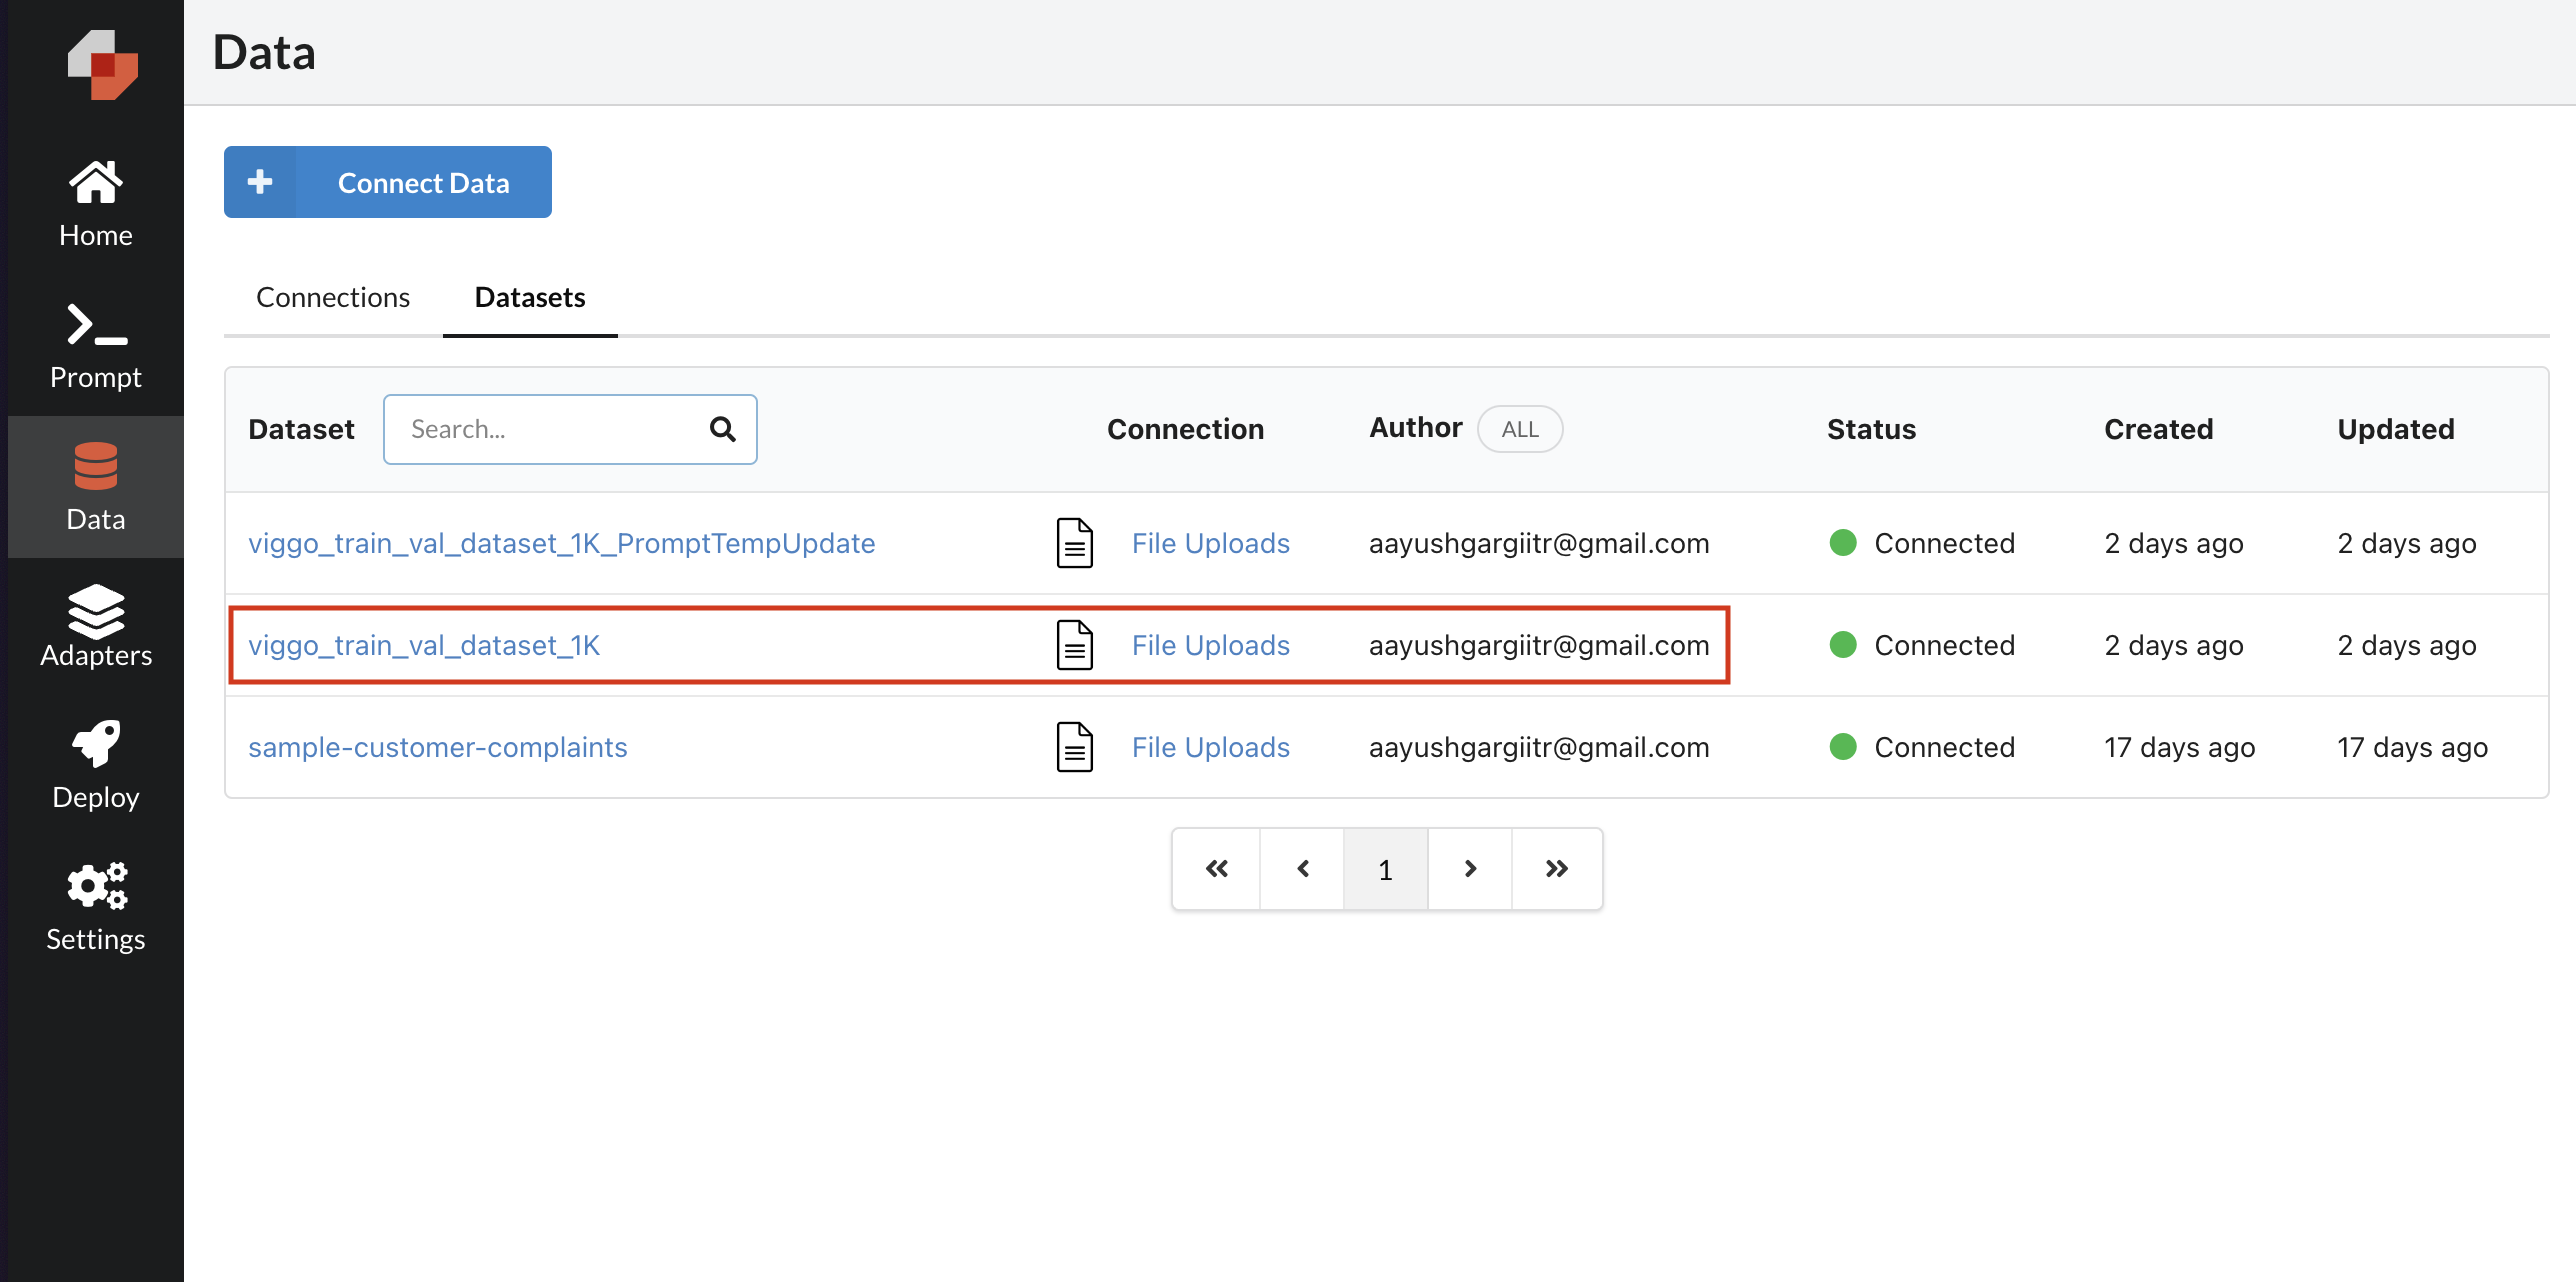 Data
Home
Prompt
Data
Adapters
Deploy
Settings
Connect Data
Connections Datasets
Dataset Search... Connection Author ALL Status Created Updated
viggo_train_val_dataset_1K_PromptTempUpdate File Uploads aayushgargiitr@gmail.com Connected 2 days ago 2 days ago
viggo_train_val_dataset_1K File Uploads aayushgargiitr@gmail.com Connected 2 days ago 2 days ago
sample-customer-complaints File Uploads aayushgargiitr@gmail.com Connected 17 days ago 17 days ago
1